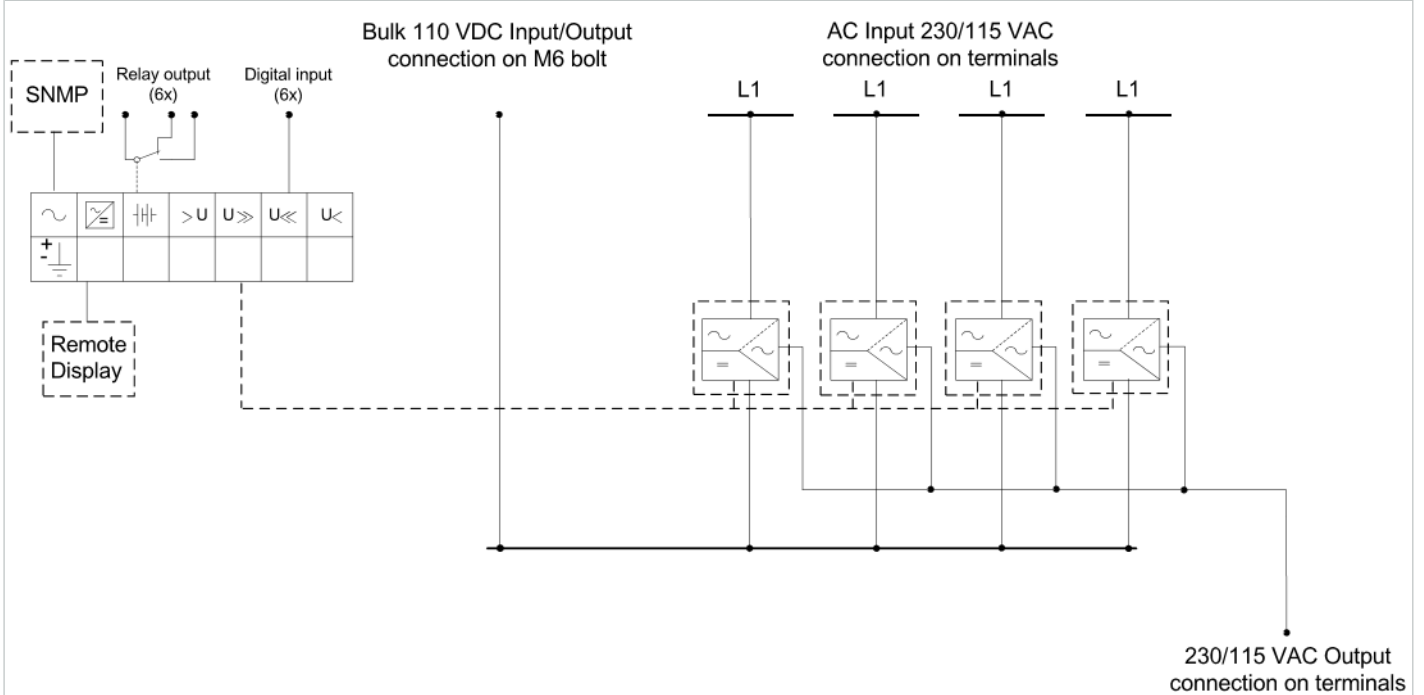 Bulk 110 VDC Input/Output
connection on M6 bolt
AC Input 230/115 VAC
connection on terminals
SNMP
Relay output
(6x)
Digital input
(6x)
L1
L1
L1
L1
>U
U>>
U<<
U<
+
-
Remote
Display
230/115 VAC Output
connection on terminals